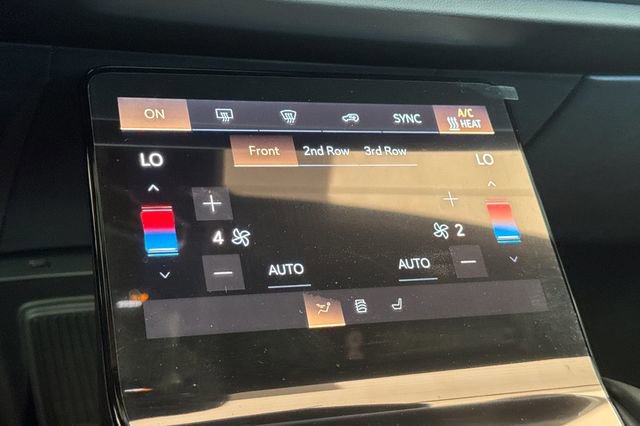 ON SYNC A/C
HEAT
Front 2nd Row 3rd Row
LO LO
4 2
AUTO AUTO